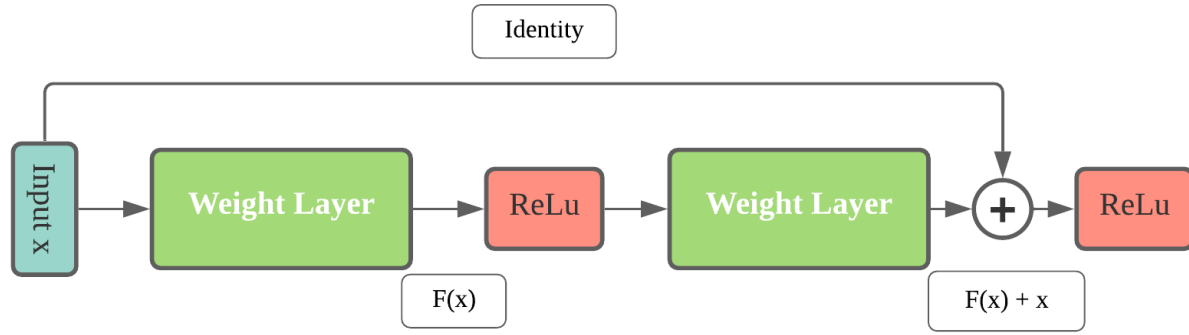 Identity
Input x
Weight Layer
ReLu
Weight Layer
+
ReLu
F(x)
F(x) + x